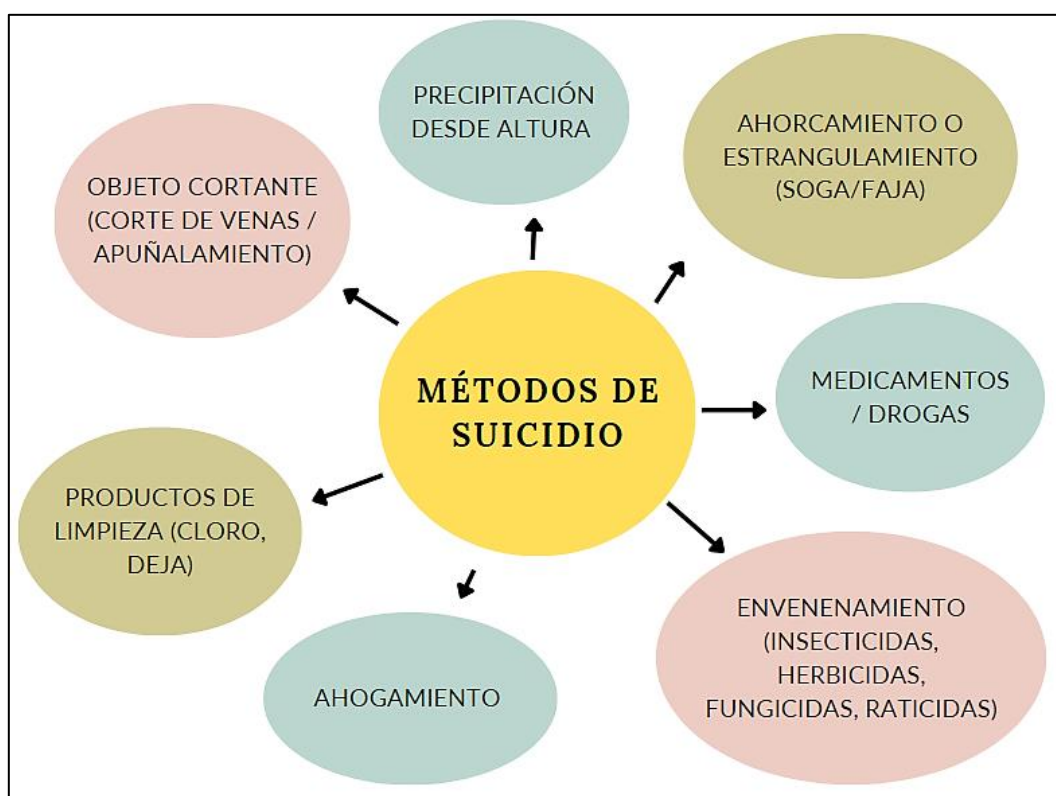 PRECIPITACIÓN
DESDE ALTURA
AHORCAMIENTO O
ESTRANGULAMIENTO
(SOGA/FAJA)
OBJETO CORTANTE
(CORTE DE VENAS /
APUÑALAMIENTO)
MÉTODOS DE
SUICIDIO
MEDICAMENTOS
/ DROGAS
PRODUCTOS DE
LIMPIEZA (CLORO,
DEJA)
ENVENENAMIENTO
(INSECTICIDAS,
HERBICIDAS,
FUNGICIDAS, RATICIDAS)
AHOGAMIENTO